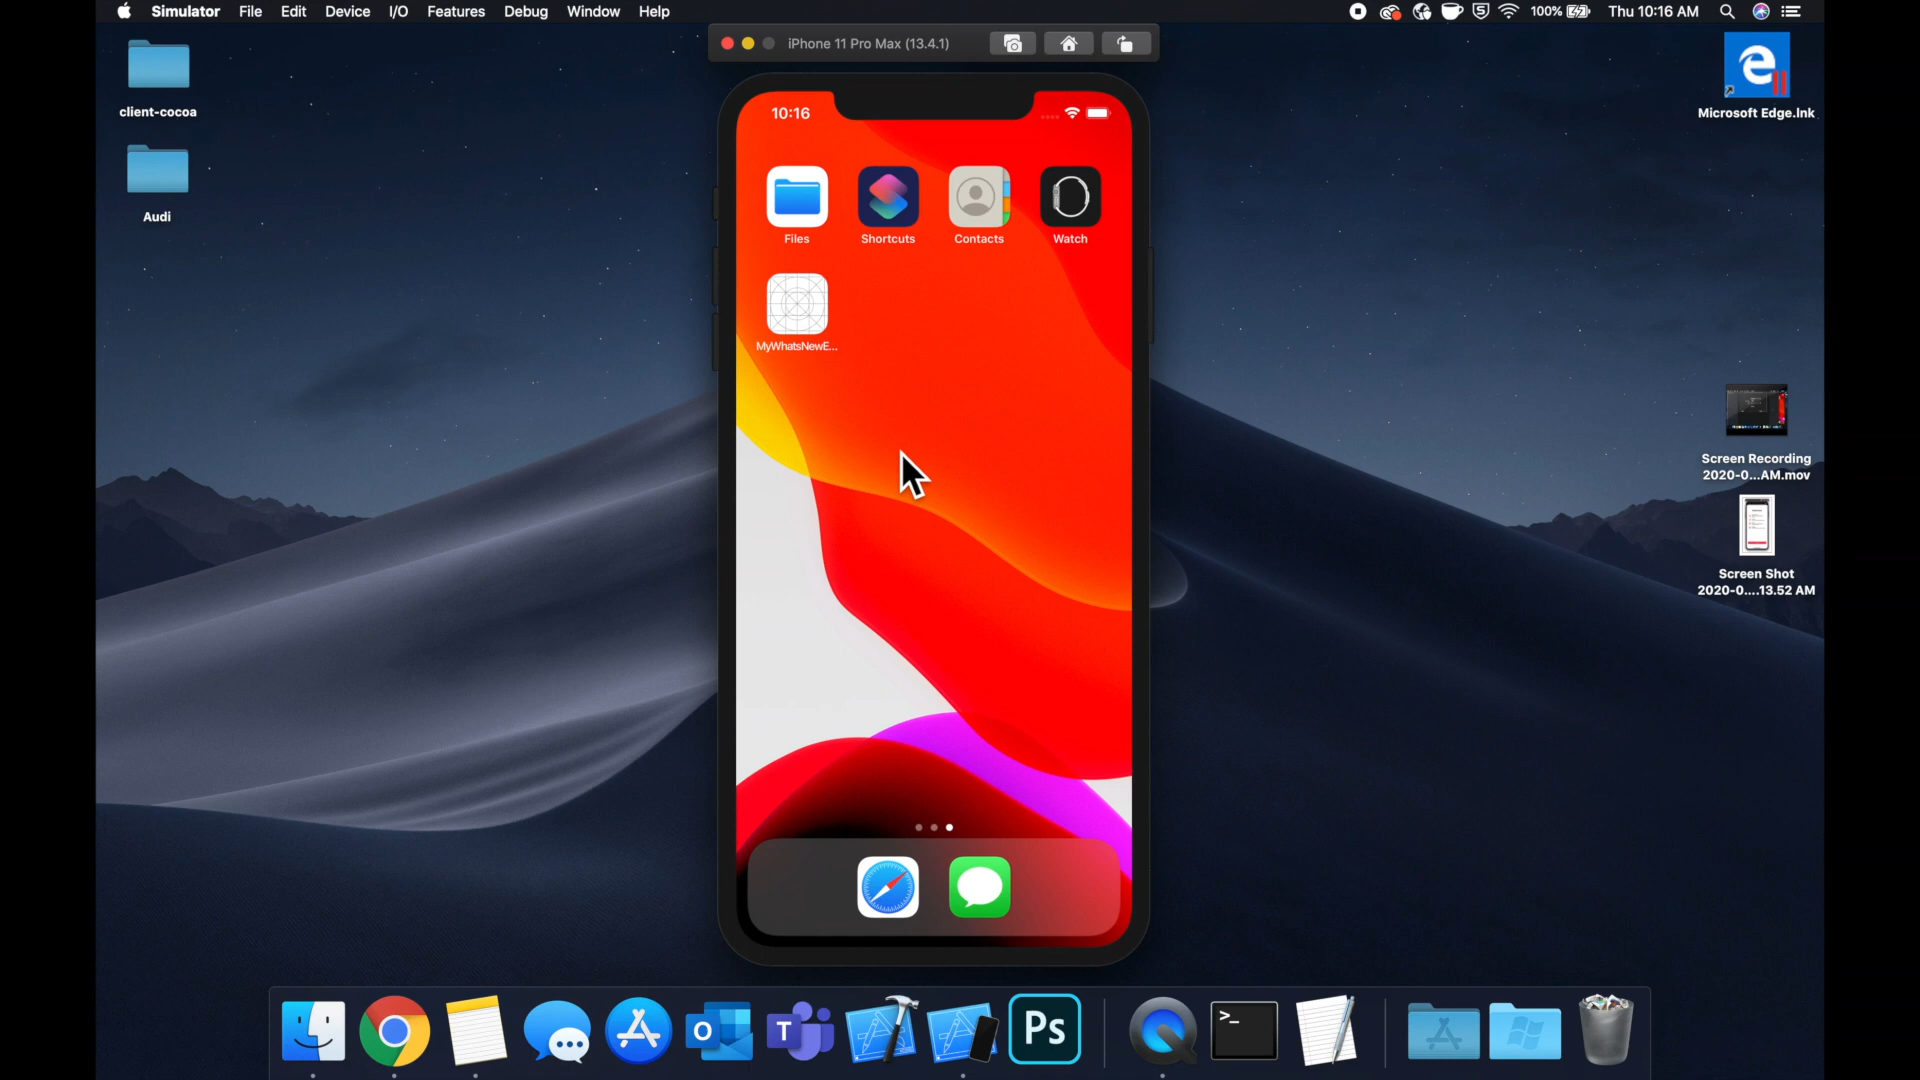 Simulator File Edit Device I/O Features Debug Window Help
100% Thu 10:16 AM
iPhone 11 Pro Max (13.4.1)
client-cocoa
Audi
Microsoft Edge.lnk
10:16
Files Shortcuts Contacts Watch
MyWhatsNewE...
Screen Recording
2020-0...AM.mov
Screen Shot
2020-0....13.52 AM
O
T
Ps
>_